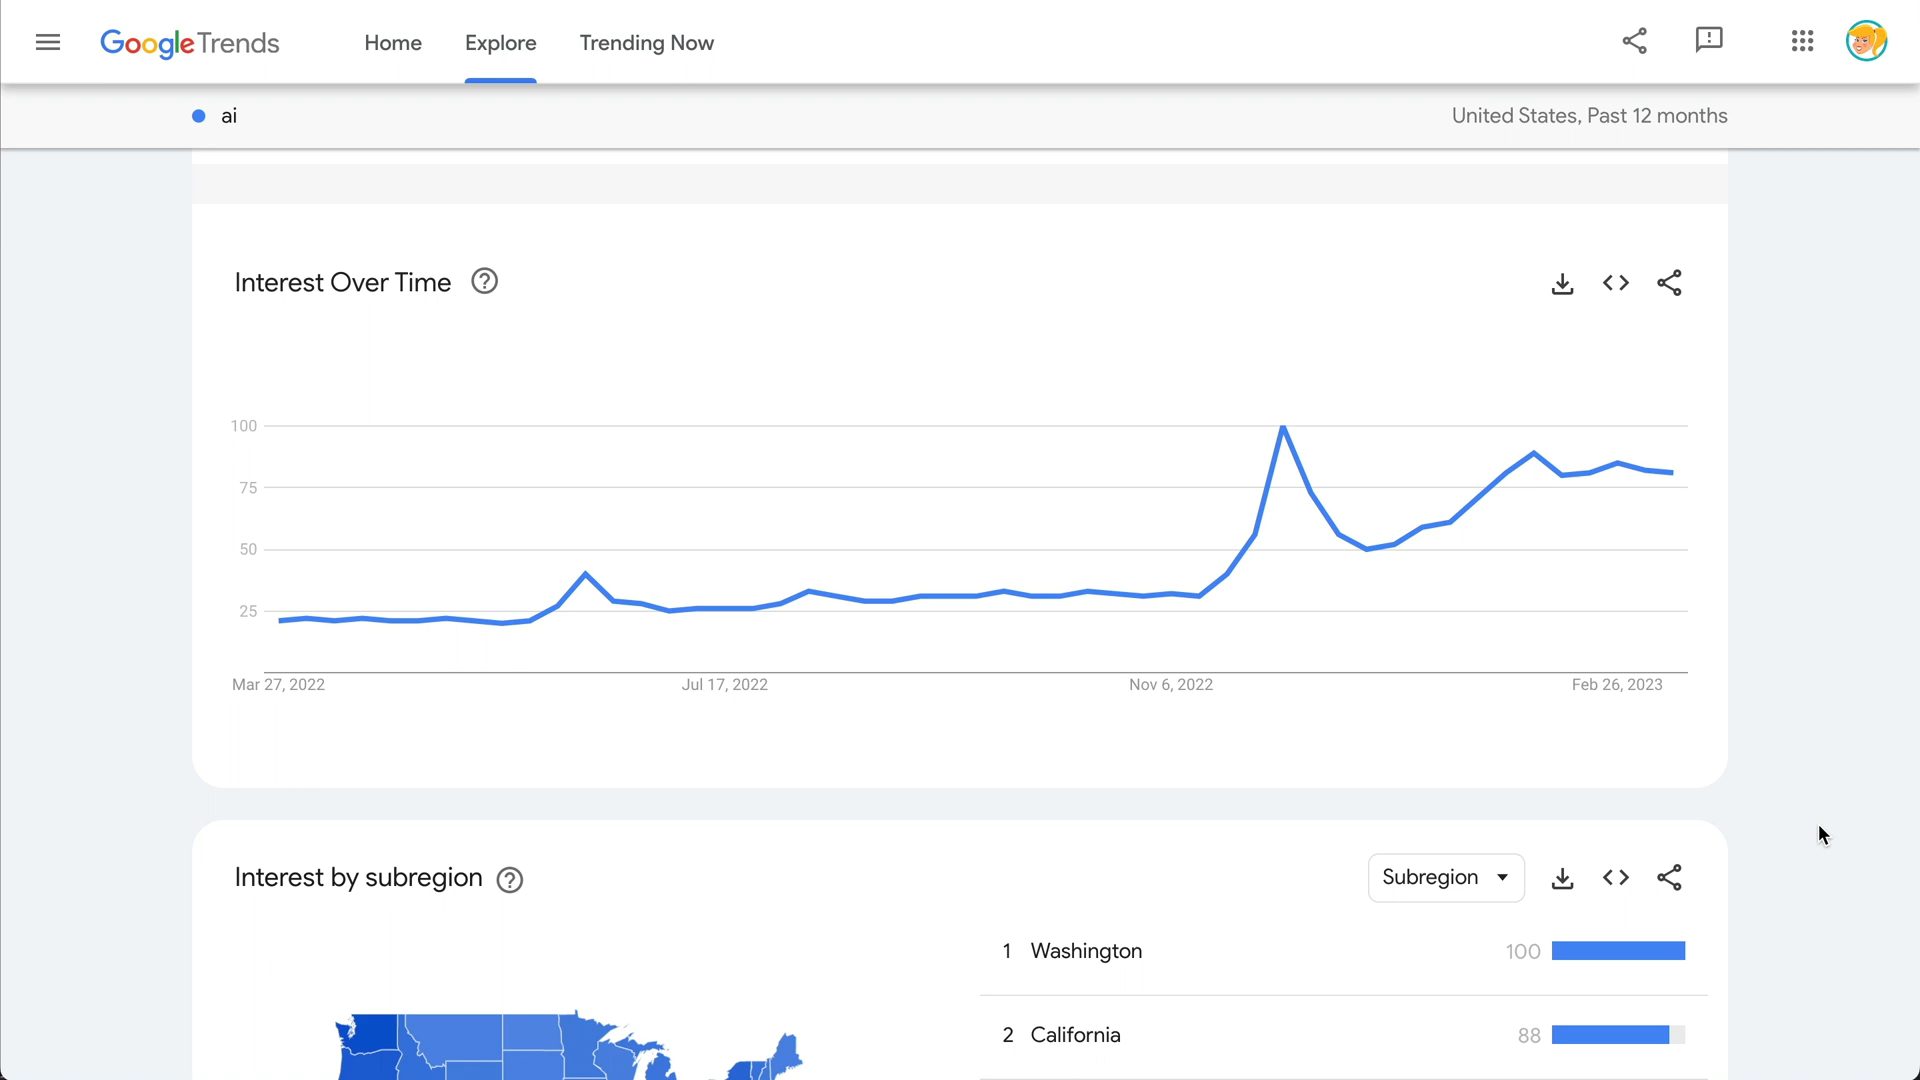 Google Trends Home Explore Trending Now
ai United States, Past 12 months
Interest Over Time
100
75
50
25
Mar 27, 2022 Jul 17, 2022 Nov 6, 2022 Feb 26, 2023
Interest by subregion Subregion
1 Washington 100
2 California 88